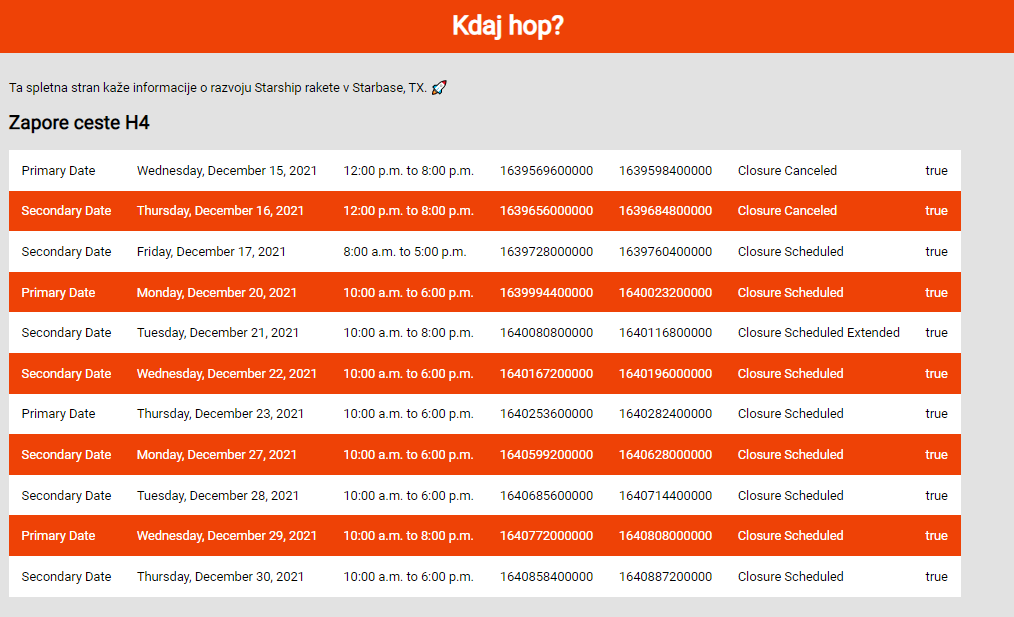 Kdaj hop?
Ta spletna stran kaže informacije o razvoju Starship rakete v Starbase, TX. 🚀
Zapore ceste H4
Primary Date Wednesday, December 15, 2021 12:00 p.m. to 8:00 p.m. 1639569600000 1639598400000 Closure Canceled true
Secondary Date Thursday, December 16, 2021 12:00 p.m. to 8:00 p.m. 1639656000000 1639684800000 Closure Canceled true
Secondary Date Friday, December 17, 2021 8:00 a.m. to 5:00 p.m. 1639728000000 1639760400000 Closure Scheduled true
Primary Date Monday, December 20, 2021 10:00 a.m. to 6:00 p.m. 1639994400000 1640023200000 Closure Scheduled true
Secondary Date Tuesday, December 21, 2021 10:00 a.m. to 8:00 p.m. 1640080800000 1640116800000 Closure Scheduled Extended true
Secondary Date Wednesday, December 22, 2021 10:00 a.m. to 6:00 p.m. 1640167200000 1640196000000 Closure Scheduled true
Primary Date Thursday, December 23, 2021 10:00 a.m. to 6:00 p.m. 1640253600000 1640282400000 Closure Scheduled true
Secondary Date Monday, December 27, 2021 10:00 a.m. to 6:00 p.m. 1640599200000 1640628000000 Closure Scheduled true
Secondary Date Tuesday, December 28, 2021 10:00 a.m. to 6:00 p.m. 1640685600000 1640714400000 Closure Scheduled true
Primary Date Wednesday, December 29, 2021 10:00 a.m. to 8:00 p.m. 1640772000000 1640808000000 Closure Scheduled true
Secondary Date Thursday, December 30, 2021 10:00 a.m. to 6:00 p.m. 1640858400000 1640887200000 Closure Scheduled true